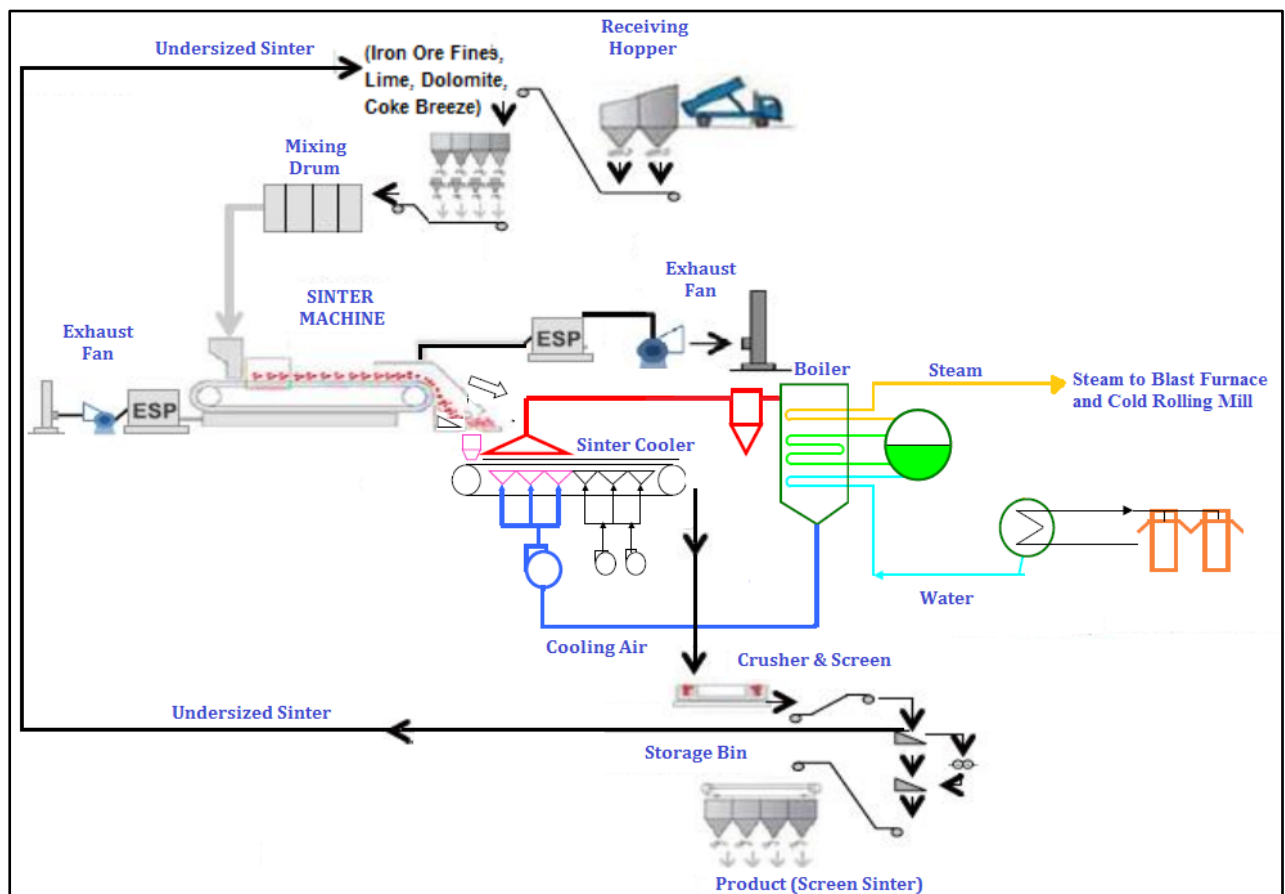 Receiving
Hopper
Undersized Sinter
(Iron Ore Fines,
Lime, Dolomite,
Coke Breeze)
Mixing
Drum
Exhaust
Fan
SINTER
MACHINE
Exhaust
Fan
ESP
ESP
Boiler
Steam
Steam to Blast Furnace
and Cold Rolling Mill
Sinter Cooler
Water
Cooling Air
Crusher & Screen
Undersized Sinter
Storage Bin
Product (Screen Sinter)